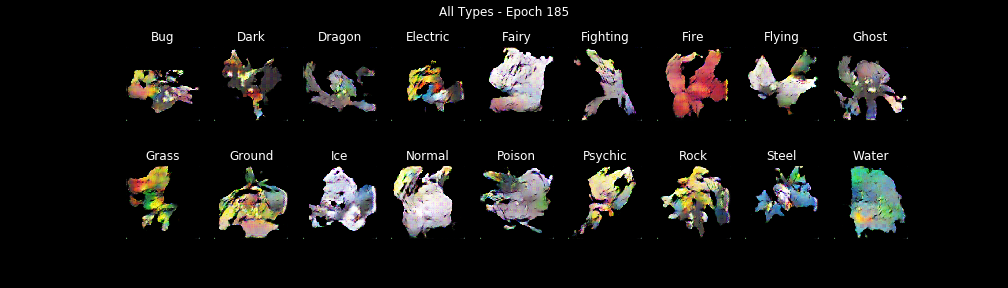 All Types - Epoch 185
Bug Dark Dragon Electric Fairy Fighting Fire Flying Ghost
Grass Ground Ice Normal Poison Psychic Rock Steel Water